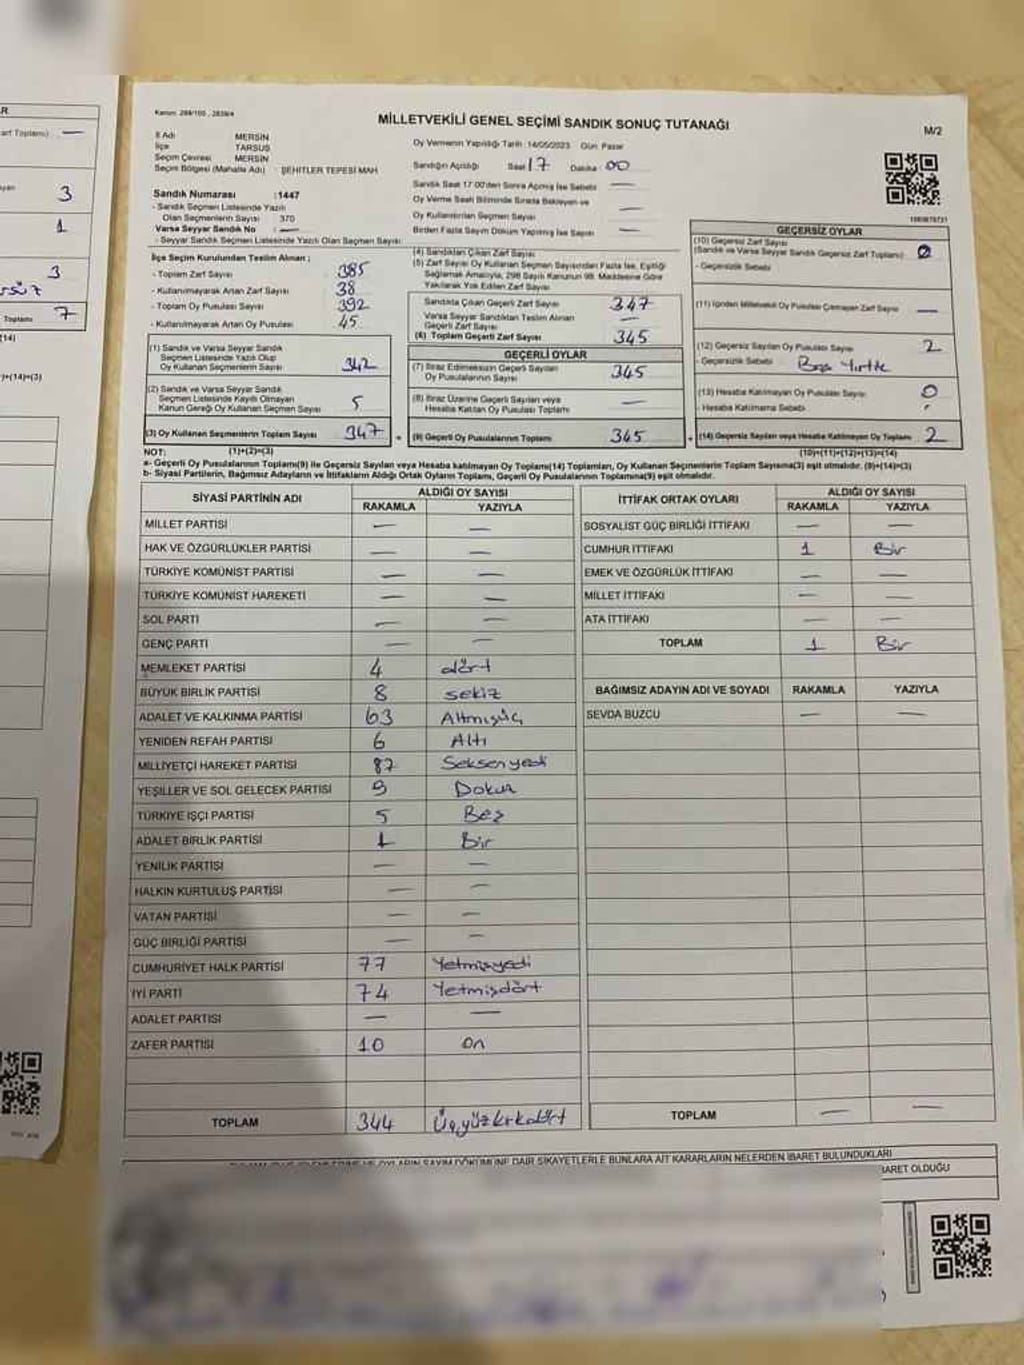 Kanun: 298/100 , 2839/4
MİLLETVEKİLİ GENEL SEÇİMİ SANDIK SONUÇ TUTANAĞI
M/2
İl Adı MERSİN
İlçe TARSUS
Seçim Çevresi MERSİN
Seçim Bölgesi (Mahalle Adı) : ŞEHİTLER TEPESİ MAH
Oy Vermenin Yapıldığı Tarih 14/05/2023 Gün Pazar
Sandığın Açıldığı Saat 17 Dakika 00
Sandık Saat 17:00'den Sonra Açılmış İse Sebebi —
Oy Verme Saati Bitiminde Sırada Bekleyen ve
Oy Kullandırılan Seçmen Sayısı —
Birden Fazla Sayım Döküm Yapılmış İse Sayısı —
Sandık Numarası : 1447
- Sandık Seçmen Listesinde Yazılı
Olan Seçmenlerin Sayısı 370
Varsa Seyyar Sandık No : —
- Seyyar Sandık Seçmen Listesinde Yazılı Olan Seçmen Sayısı
İlçe Seçim Kurulundan Teslim Alınan :
- Toplam Zarf Sayısı 385
- Kullanılmayarak Artan Zarf Sayısı 38
- Toplam Oy Pusulası Sayısı 392
- Kullanılmayarak Artan Oy Pusulası 45
(1) Sandık ve Varsa Seyyar Sandık
Seçmen Listesinde Yazılı Olup
Oy Kullanan Seçmenlerin Sayısı 342
(2) Sandık ve Varsa Seyyar Sandık
Seçmen Listesinde Kayıtlı Olmayan
Kanun Gereği Oy Kullanan Seçmen Sayısı 5
(3) Oy Kullanan Seçmenlerin Toplam Sayısı 347
(1)+(2)=(3)
(4) Sandıktan Çıkan Zarf Sayısı
(5) Zarf Sayısı Oy Kullanan Seçmen Sayısından Fazla İse, Eşitliği
Sağlamak Amacıyla, 298 Sayılı Kanunun 98. Maddesine Göre
Yakılarak Yok Edilen Zarf Sayısı
Sandıkta Çıkan Geçerli Zarf Sayısı 347
Varsa Seyyar Sandıktan Teslim Alınan
Geçerli Zarf Sayısı —
(6) Toplam Geçerli Zarf Sayısı 345
GEÇERLİ OYLAR
(7) İtiraz Edilmeksizin Geçerli Sayılan
Oy Pusulalarının Sayısı 345
(8) İtiraz Üzerine Geçerli Sayılan veya
Hesaba Katılan Oy Pusulası Toplamı —
= (9) Geçerli Oy Pusulalarının Toplamı 345
GEÇERSİZ OYLAR
(10) Geçersiz Zarf Sayısı
(Sandık ve Varsa Seyyar Sandık Geçersiz Zarf Toplamı) 0
- Geçersizlik Sebebi
(11) İçinden Milletvekili Oy Pusulası Çıkmayan Zarf Sayısı —
(12) Geçersiz Sayılan Oy Pusulası Sayısı 2
- Geçersizlik Sebebi
(13) Hesaba Katılmayan Oy Pusulası Sayısı 0
- Hesaba Katılmama Sebebi
+ (14) Geçersiz Sayılan veya Hesaba Katılmayan Oy Toplamı 2
(10)+(11)+(12)+(13)=(14)
NOT:
a- Geçerli Oy Pusulalarının Toplamı(9) ile Geçersiz Sayılan veya Hesaba katılmayan Oy Toplamı(14) Toplamları, Oy Kullanan Seçmenlerin Toplam Sayısına(3) eşit olmalıdır. (9)+(14)=(3)
b- Siyasi Partilerin, Bağımsız Adayların ve İttifakların Aldığı Ortak Oyların Toplamı, Geçerli Oy Pusulalarının Toplamına(9) eşit olmalıdır.
SİYASİ PARTİNİN ADI ALDIĞI OY SAYISI
RAKAMLA YAZIYLA
MİLLET PARTİSİ — —
HAK VE ÖZGÜRLÜKLER PARTİSİ — —
TÜRKİYE KOMÜNİST PARTİSİ — —
TÜRKİYE KOMÜNİST HAREKETİ — —
SOL PARTİ — —
GENÇ PARTİ — —
MEMLEKET PARTİSİ 4 dört
BÜYÜK BİRLİK PARTİSİ 8 sekiz
ADALET VE KALKINMA PARTİSİ 63 Altmışüç
YENİDEN REFAH PARTİSİ 6 Altı
MİLLİYETÇİ HAREKET PARTİSİ 87 Seksenyedi
YEŞİLLER VE SOL GELECEK PARTİSİ 9 Dokuz
TÜRKİYE İŞÇİ PARTİSİ 5 Beş
ADALET BİRLİK PARTİSİ 1 Bir
YENİLİK PARTİSİ — —
HALKIN KURTULUŞ PARTİSİ — —
VATAN PARTİSİ — —
GÜÇ BİRLİĞİ PARTİSİ — —
CUMHURİYET HALK PARTİSİ 77 Yetmişyedi
İYİ PARTİ 74 Yetmişdört
ADALET PARTİSİ — —
ZAFER PARTİSİ 10 On
TOPLAM 344 Üçyüzkırkdört
İTTİFAK ORTAK OYLARI ALDIĞI OY SAYISI
RAKAMLA YAZIYLA
SOSYALİST GÜÇ BİRLİĞİ İTTİFAKI — —
CUMHUR İTTİFAKI 1 Bir
EMEK VE ÖZGÜRLÜK İTTİFAKI — —
MİLLET İTTİFAKI — —
ATA İTTİFAKI — —
TOPLAM 1 Bir
BAĞIMSIZ ADAYIN ADI VE SOYADI RAKAMLA YAZIYLA
SEVDA BUZCU — —
TOPLAM — —